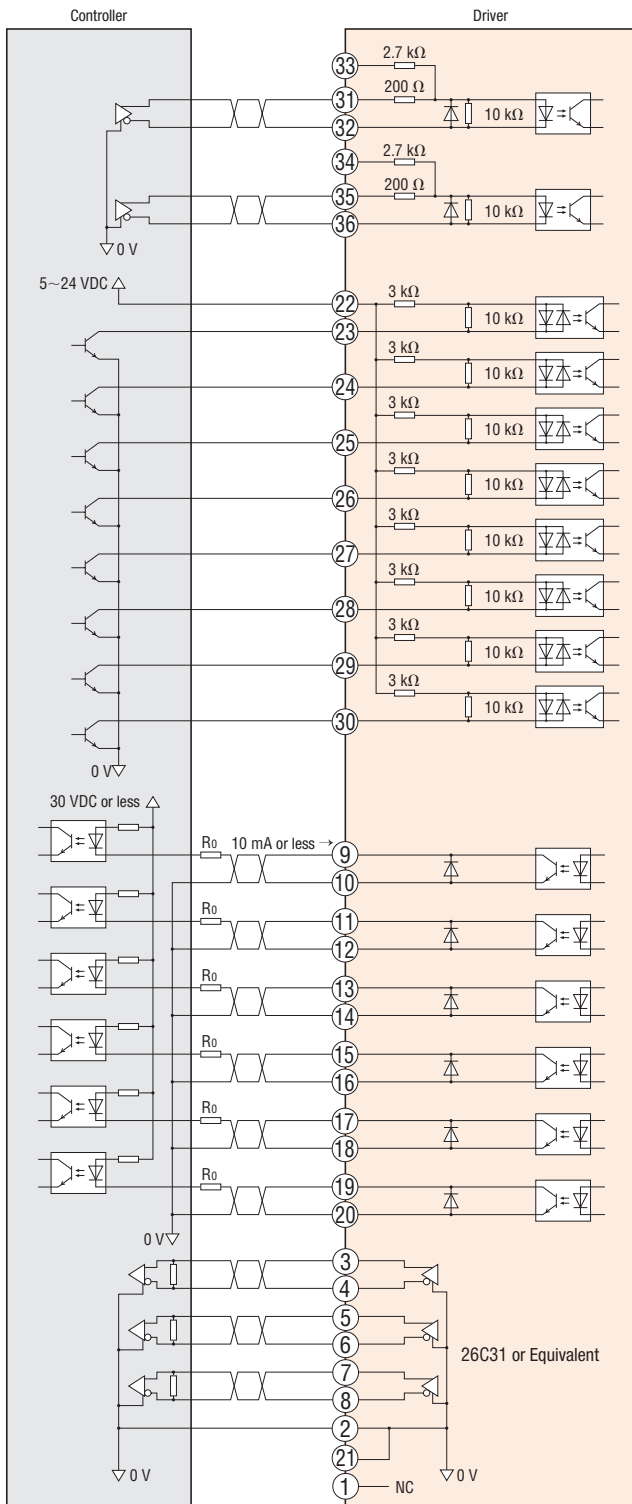 Controller Driver
33 2.7 kΩ
31 200 Ω
32 10 kΩ
34 2.7 kΩ
35 200 Ω
36 10 kΩ
0 V
5~24 VDC
22 3 kΩ
23 10 kΩ
3 kΩ
24 10 kΩ
3 kΩ
25 10 kΩ
3 kΩ
26 10 kΩ
3 kΩ
27 10 kΩ
3 kΩ
28 10 kΩ
3 kΩ
29 10 kΩ
3 kΩ
30 10 kΩ
0 V
30 VDC or less
R0 10 mA or less 9
10
R0 11
12
R0 13
14
R0 15
16
R0 17
18
R0 19
20
0 V
3
4
5
6
26C31 or Equivalent
7
8
2
21
0 V 0 V
1 NC